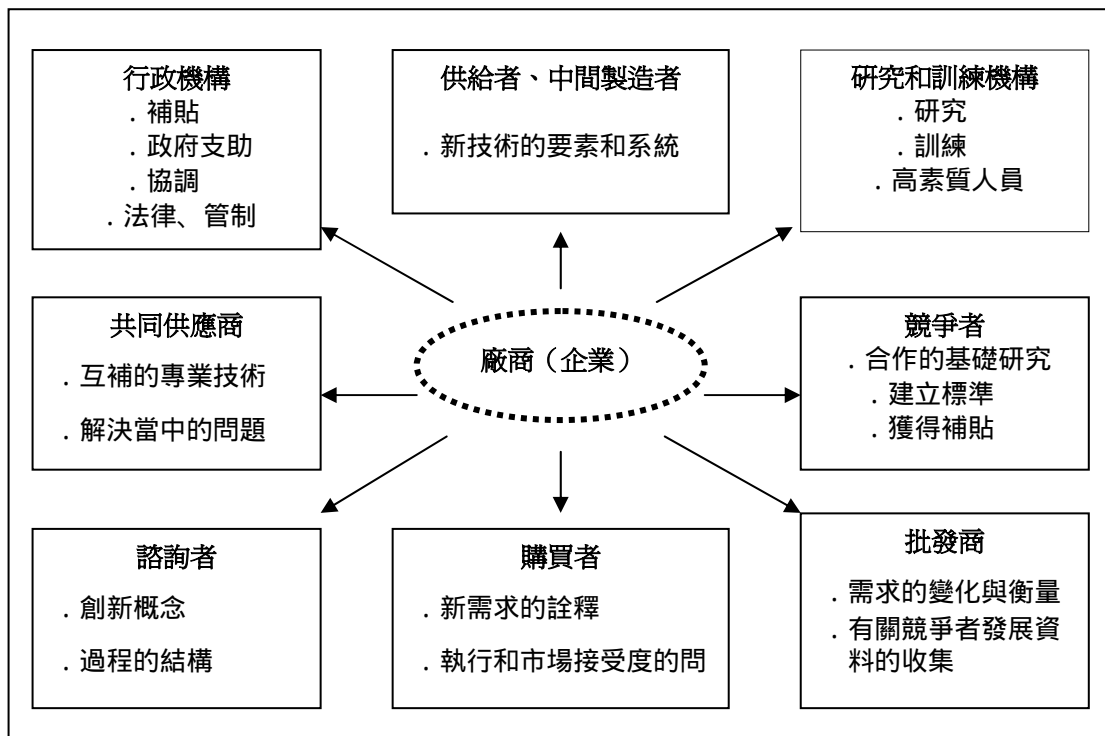 行政機構
．補貼
．政府支助
．協調
．法律、管制
供給者、中間製造者
．新技術的要素和系統
研究和訓練機構
．研究
．訓練
．高素質人員
共同供應商
．互補的專業技術
．解決當中的問題
廠商（企業）
競爭者
．合作的基礎研究
．建立標準
．獲得補貼
諮詢者
．創新概念
．過程的結構
購買者
．新需求的詮釋
．執行和市場接受度的問
批發商
．需求的變化與衡量
．有關競爭者發展資
料的收集